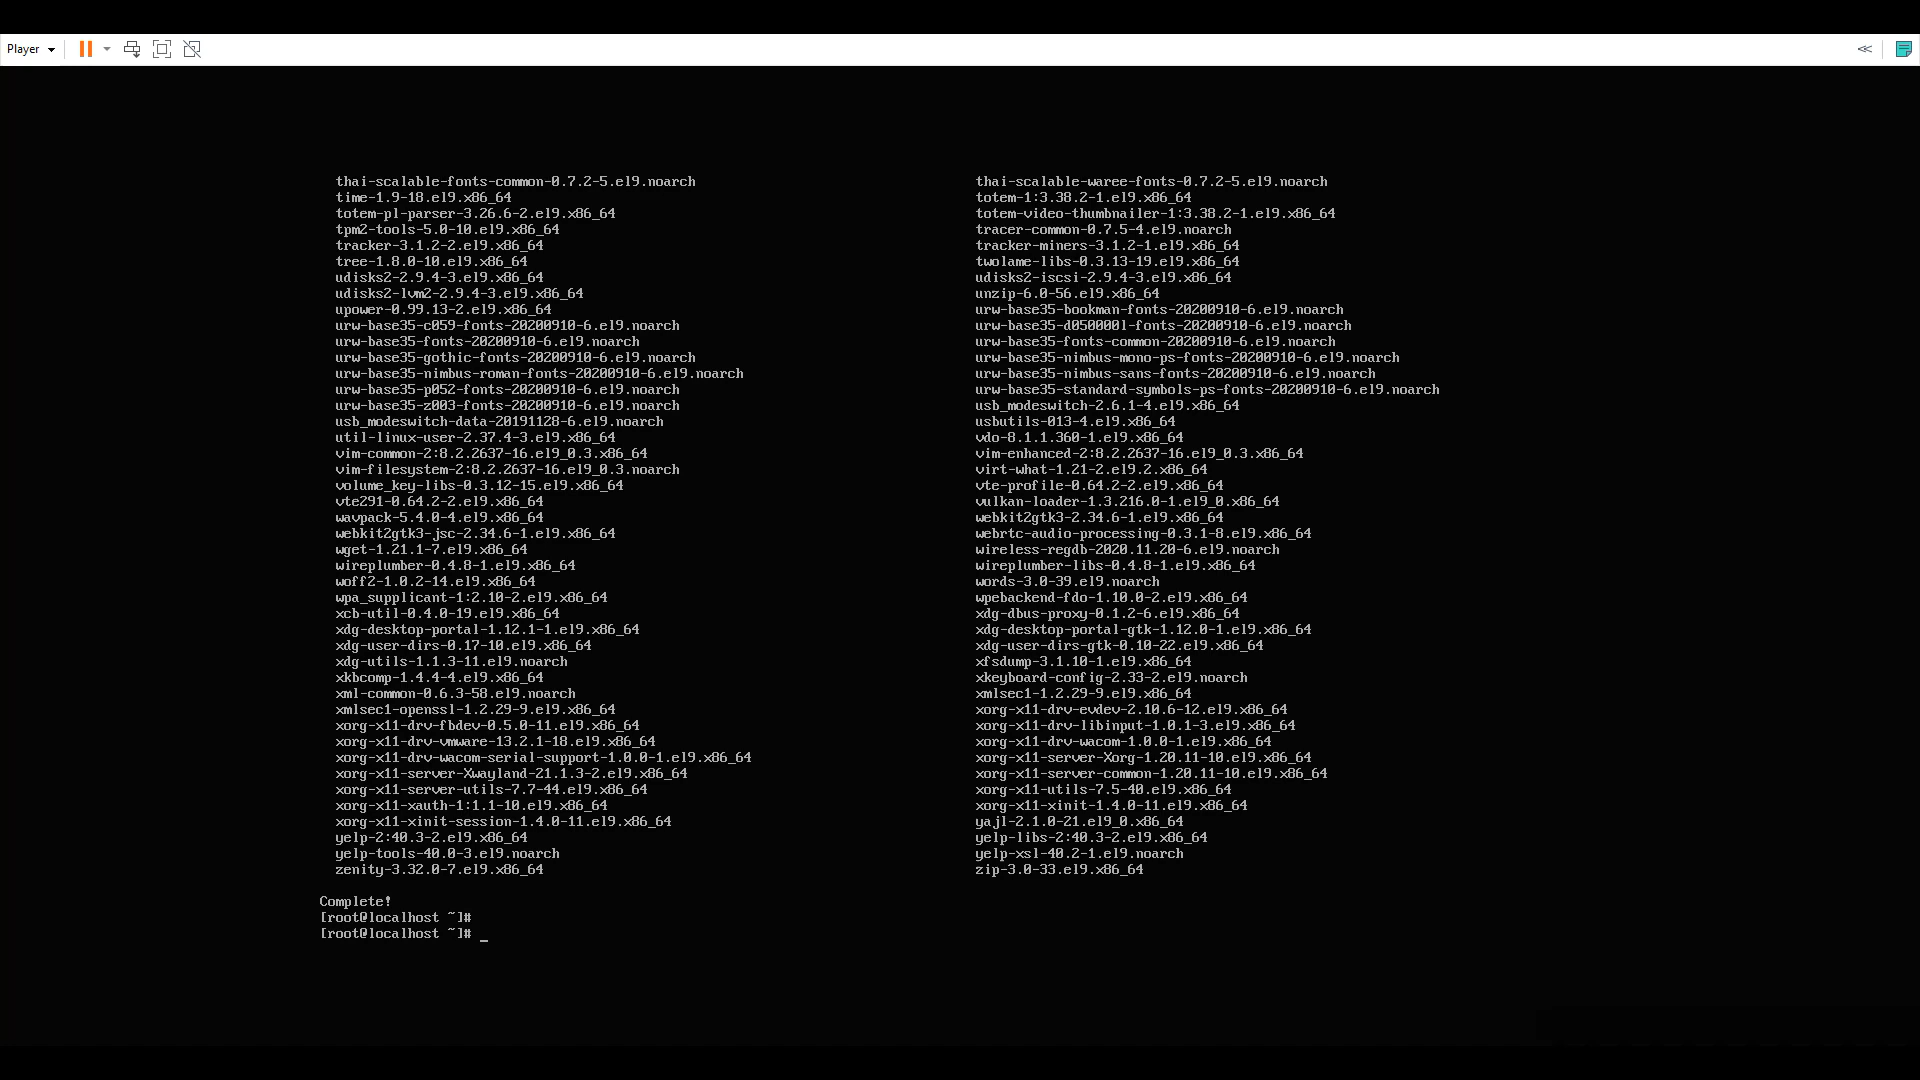 Player
thai-scalable-fonts-common-0.7.2-5.el9.noarch thai-scalable-waree-fonts-0.7.2-5.el9.noarch
time-1.9-18.el9.x86_64 totem-1:3.38.2-1.el9.x86_64
totem-pl-parser-3.26.6-2.el9.x86_64 totem-video-thumbnailer-1:3.38.2-1.el9.x86_64
tpm2-tools-5.0-10.el9.x86_64 tracer-common-0.7.5-4.el9.noarch
tracker-3.1.2-2.el9.x86_64 tracker-miners-3.1.2-1.el9.x86_64
tree-1.8.0-10.el9.x86_64 twolame-libs-0.3.13-19.el9.x86_64
udisks2-2.9.4-3.el9.x86_64 udisks2-iscsi-2.9.4-3.el9.x86_64
udisks2-lvm2-2.9.4-3.el9.x86_64 unzip-6.0-56.el9.x86_64
upower-0.99.13-2.el9.x86_64 urw-base35-bookman-fonts-20200910-6.el9.noarch
urw-base35-c059-fonts-20200910-6.el9.noarch urw-base35-d050000l-fonts-20200910-6.el9.noarch
urw-base35-fonts-20200910-6.el9.noarch urw-base35-fonts-common-20200910-6.el9.noarch
urw-base35-gothic-fonts-20200910-6.el9.noarch urw-base35-nimbus-mono-ps-fonts-20200910-6.el9.noarch
urw-base35-nimbus-roman-fonts-20200910-6.el9.noarch urw-base35-nimbus-sans-fonts-20200910-6.el9.noarch
urw-base35-p052-fonts-20200910-6.el9.noarch urw-base35-standard-symbols-ps-fonts-20200910-6.el9.noarch
urw-base35-z003-fonts-20200910-6.el9.noarch usb_modeswitch-2.6.1-4.el9.x86_64
usb_modeswitch-data-20191128-6.el9.noarch usbutils-013-4.el9.x86_64
util-linux-user-2.37.4-3.el9.x86_64 vdo-8.1.1.360-1.el9.x86_64
vim-common-2:8.2.2637-16.el9_0.3.x86_64 vim-enhanced-2:8.2.2637-16.el9_0.3.x86_64
vim-filesystem-2:8.2.2637-16.el9_0.3.noarch virt-what-1.21-2.el9.2.x86_64
volume_key-libs-0.3.12-15.el9.x86_64 vte-profile-0.64.2-2.el9.x86_64
vte291-0.64.2-2.el9.x86_64 vulkan-loader-1.3.216.0-1.el9_0.x86_64
wavpack-5.4.0-4.el9.x86_64 webkit2gtk3-2.34.6-1.el9.x86_64
webkit2gtk3-jsc-2.34.6-1.el9.x86_64 webrtc-audio-processing-0.3.1-8.el9.x86_64
wget-1.21.1-7.el9.x86_64 wireless-regdb-2020.11.20-6.el9.noarch
wireplumber-0.4.8-1.el9.x86_64 wireplumber-libs-0.4.8-1.el9.x86_64
woff2-1.0.2-14.el9.x86_64 words-3.0-39.el9.noarch
wpa_supplicant-1:2.10-2.el9.x86_64 wpebackend-fdo-1.10.0-2.el9.x86_64
xcb-util-0.4.0-19.el9.x86_64 xdg-dbus-proxy-0.1.2-6.el9.x86_64
xdg-desktop-portal-1.12.1-1.el9.x86_64 xdg-desktop-portal-gtk-1.12.0-1.el9.x86_64
xdg-user-dirs-0.17-10.el9.x86_64 xdg-user-dirs-gtk-0.10-22.el9.x86_64
xdg-utils-1.1.3-11.el9.noarch xfsdump-3.1.10-1.el9.x86_64
xkbcomp-1.4.4-4.el9.x86_64 xkeyboard-config-2.33-2.el9.noarch
xml-common-0.6.3-58.el9.noarch xmlsec1-1.2.29-9.el9.x86_64
xmlsec1-openssl-1.2.29-9.el9.x86_64 xorg-x11-drv-evdev-2.10.6-12.el9.x86_64
xorg-x11-drv-fbdev-0.5.0-11.el9.x86_64 xorg-x11-drv-libinput-1.0.1-3.el9.x86_64
xorg-x11-drv-vmware-13.2.1-18.el9.x86_64 xorg-x11-drv-wacom-1.0.0-1.el9.x86_64
xorg-x11-drv-wacom-serial-support-1.0.0-1.el9.x86_64 xorg-x11-server-Xorg-1.20.11-10.el9.x86_64
xorg-x11-server-Xwayland-21.1.3-2.el9.x86_64 xorg-x11-server-common-1.20.11-10.el9.x86_64
xorg-x11-server-utils-7.7-44.el9.x86_64 xorg-x11-utils-7.5-40.el9.x86_64
xorg-x11-xauth-1:1.1-10.el9.x86_64 xorg-x11-xinit-1.4.0-11.el9.x86_64
xorg-x11-xinit-session-1.4.0-11.el9.x86_64 yajl-2.1.0-21.el9_0.x86_64
yelp-2:40.3-2.el9.x86_64 yelp-libs-2:40.3-2.el9.x86_64
yelp-tools-40.0-3.el9.noarch yelp-xsl-40.2-1.el9.noarch
zenity-3.32.0-7.el9.x86_64 zip-3.0-33.el9.x86_64
Complete!
[root@localhost ~]#
[root@localhost ~]# _